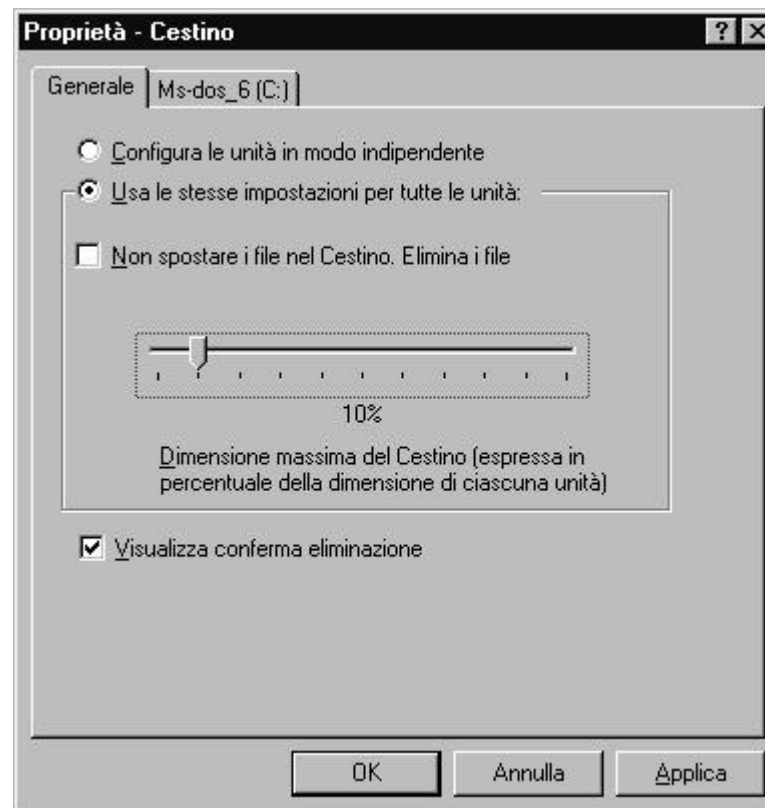 Proprietà - Cestino
Generale
Ms-dos_6 (C:)
Configura le unità in modo indipendente
Usa le stesse impostazioni per tutte le unità:
Non spostare i file nel Cestino. Elimina i file
10%
Dimensione massima del Cestino (espressa in
percentuale della dimensione di ciascuna unità)
Visualizza conferma eliminazione
OK
Annulla
Applica